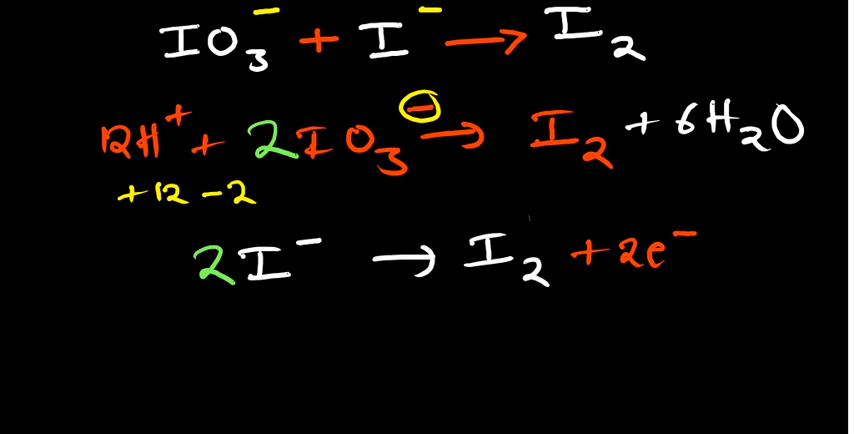 IO₃⁻ + I⁻ → I₂
12H⁺ + 2IO₃⁻ → I₂ + 6H₂O
+12 -2
2I⁻ → I₂ + 2e⁻